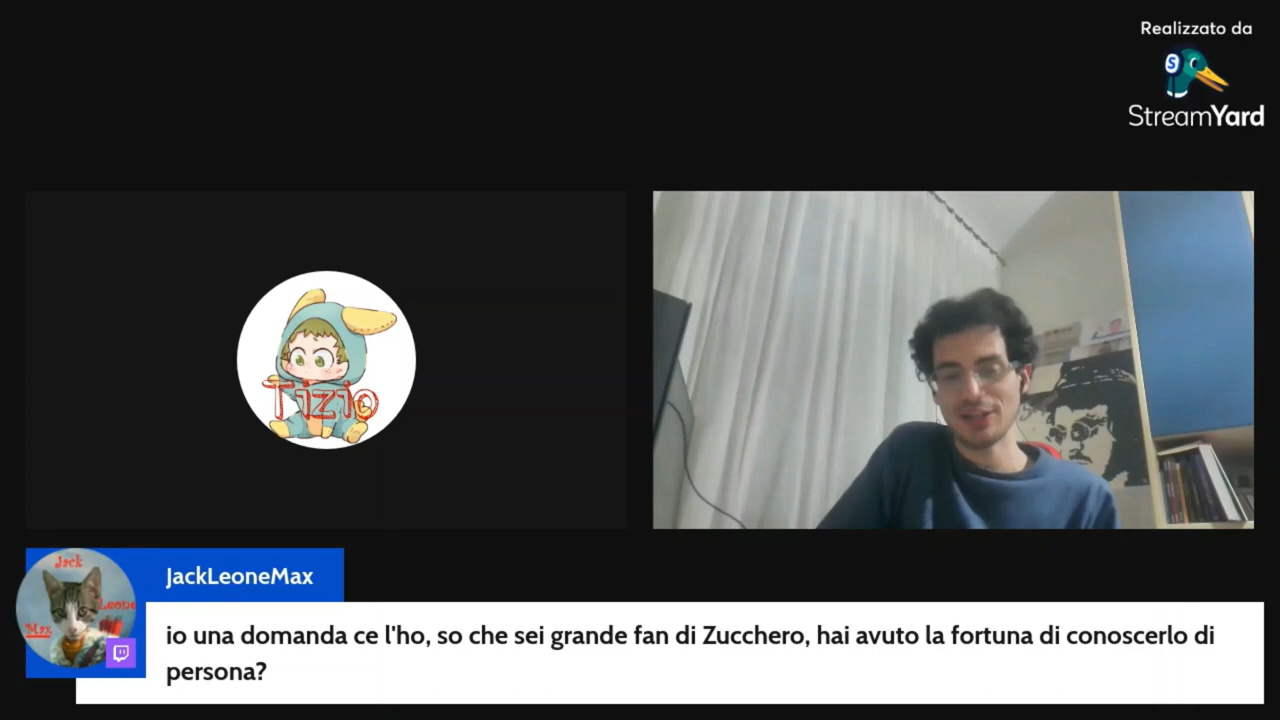 Realizzato da
StreamYard
Tizio
Jack
Leone
Max
JackLeoneMax
io una domanda ce l'ho, so che sei grande fan di Zucchero, hai avuto la fortuna di conoscerlo di
persona?